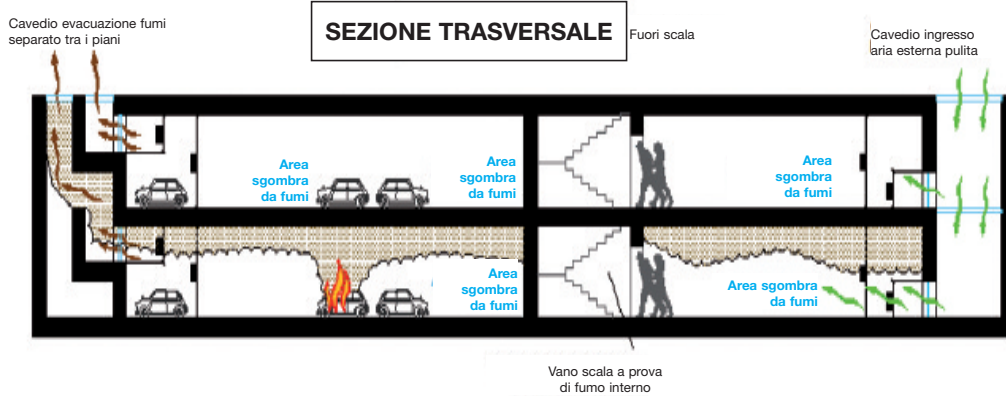 Cavedio evacuazione fumi
separato tra i piani
SEZIONE TRASVERSALE
Fuori scala
Cavedio ingresso
aria esterna pulita
Area
sgombra
da fumi
Area
sgombra
da fumi
Area
sgombra
da fumi
Area
sgombra
da fumi
Area sgombra
da fumi
Vano scala a prova
di fumo interno